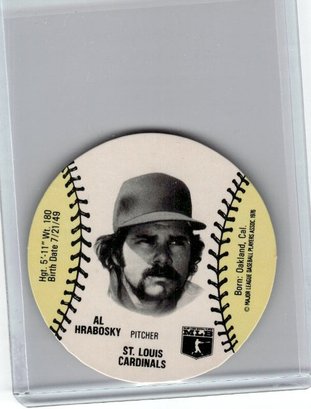 Hgt. 5'-11" Wt. 180
Birth Date 7/21/49
AL
HRABOSKY
PITCHER
ST. LOUIS
CARDINALS
MLB
Born: Oakland, Cal.
© MAJOR LEAGUE BASEBALL PLAYERS ASSOC 1976